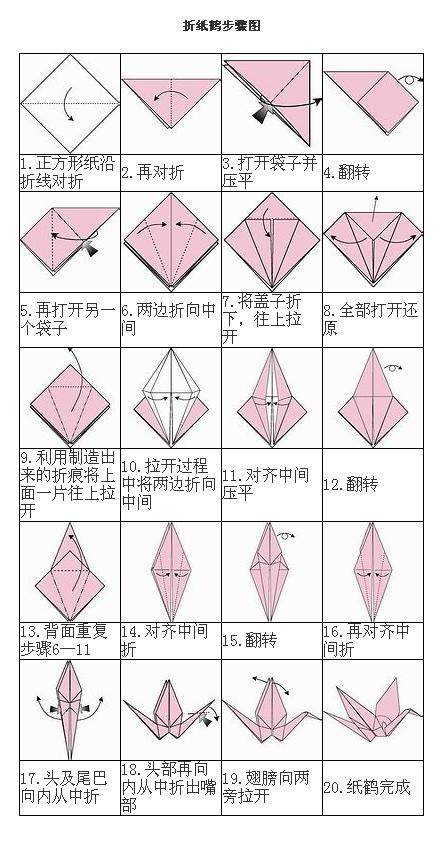 折纸鹤步骤图
1.正方形纸沿
折线对折
2.再对折
3.打开袋子并
压平
4.翻转
5.再打开另一
个袋子
6.两边折向中
间
7.将盖子折
下，往上拉
开
8.全部打开还
原
9.利用制造出
来的折痕将上
面一片往上拉
开
10.拉开过程
中将两边折向
中间
11.对齐中间
压平
12.翻转
13.背面重复
步骤6—11
14.对齐中间
折
15.翻转
16.再对齐中
间折
17.头及尾巴
向内从中折
18.头部再向
内从中折出嘴
部
19.翅膀向两
旁拉开
20.纸鹤完成